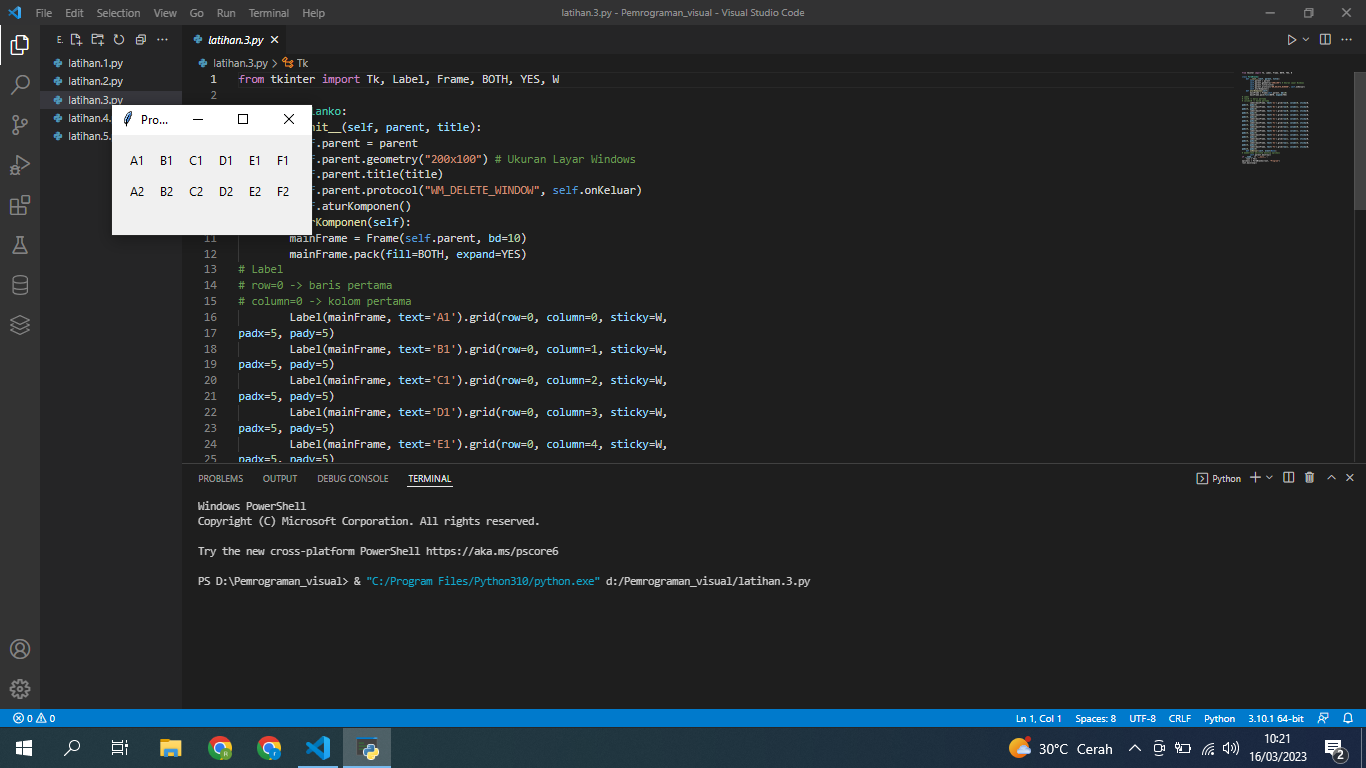 File Edit Selection View Go Run Terminal Help
latihan.3.py - Pemrograman_visual - Visual Studio Code
E.
latihan.1.py
latihan.2.py
latihan.3.py
latihan.4.
latihan.5.
latihan.3.py
latihan.3.py > Tk
Pro...
A1 B1 C1 D1 E1 F1
A2 B2 C2 D2 E2 F2
1 from tkinter import Tk, Label, Frame, BOTH, YES, W
2
lanko:
nit__(self, parent, title):
f.parent = parent
f.parent.geometry("200x100") # Ukuran Layar Windows
f.parent.title(title)
f.parent.protocol("WM_DELETE_WINDOW", self.onKeluar)
f.aturKomponen()
rKomponen(self):
11 mainFrame = Frame(self.parent, bd=10)
12 mainFrame.pack(fill=BOTH, expand=YES)
13 # Label
14 # row=0 -> baris pertama
15 # column=0 -> kolom pertama
16 Label(mainFrame, text='A1').grid(row=0, column=0, sticky=W,
17 padx=5, pady=5)
18 Label(mainFrame, text='B1').grid(row=0, column=1, sticky=W,
19 padx=5, pady=5)
20 Label(mainFrame, text='C1').grid(row=0, column=2, sticky=W,
21 padx=5, pady=5)
22 Label(mainFrame, text='D1').grid(row=0, column=3, sticky=W,
23 padx=5, pady=5)
24 Label(mainFrame, text='E1').grid(row=0, column=4, sticky=W,
25 padx=5, pady=5)
PROBLEMS OUTPUT DEBUG CONSOLE TERMINAL
Python
Windows PowerShell
Copyright (C) Microsoft Corporation. All rights reserved.
Try the new cross-platform PowerShell https://aka.ms/pscore6
PS D:\Pemrograman_visual> & "C:/Program Files/Python310/python.exe" d:/Pemrograman_visual/latihan.3.py
0 0
Ln 1, Col 1 Spaces: 8 UTF-8 CRLF Python 3.10.1 64-bit
30°C Cerah
10:21
16/03/2023
2